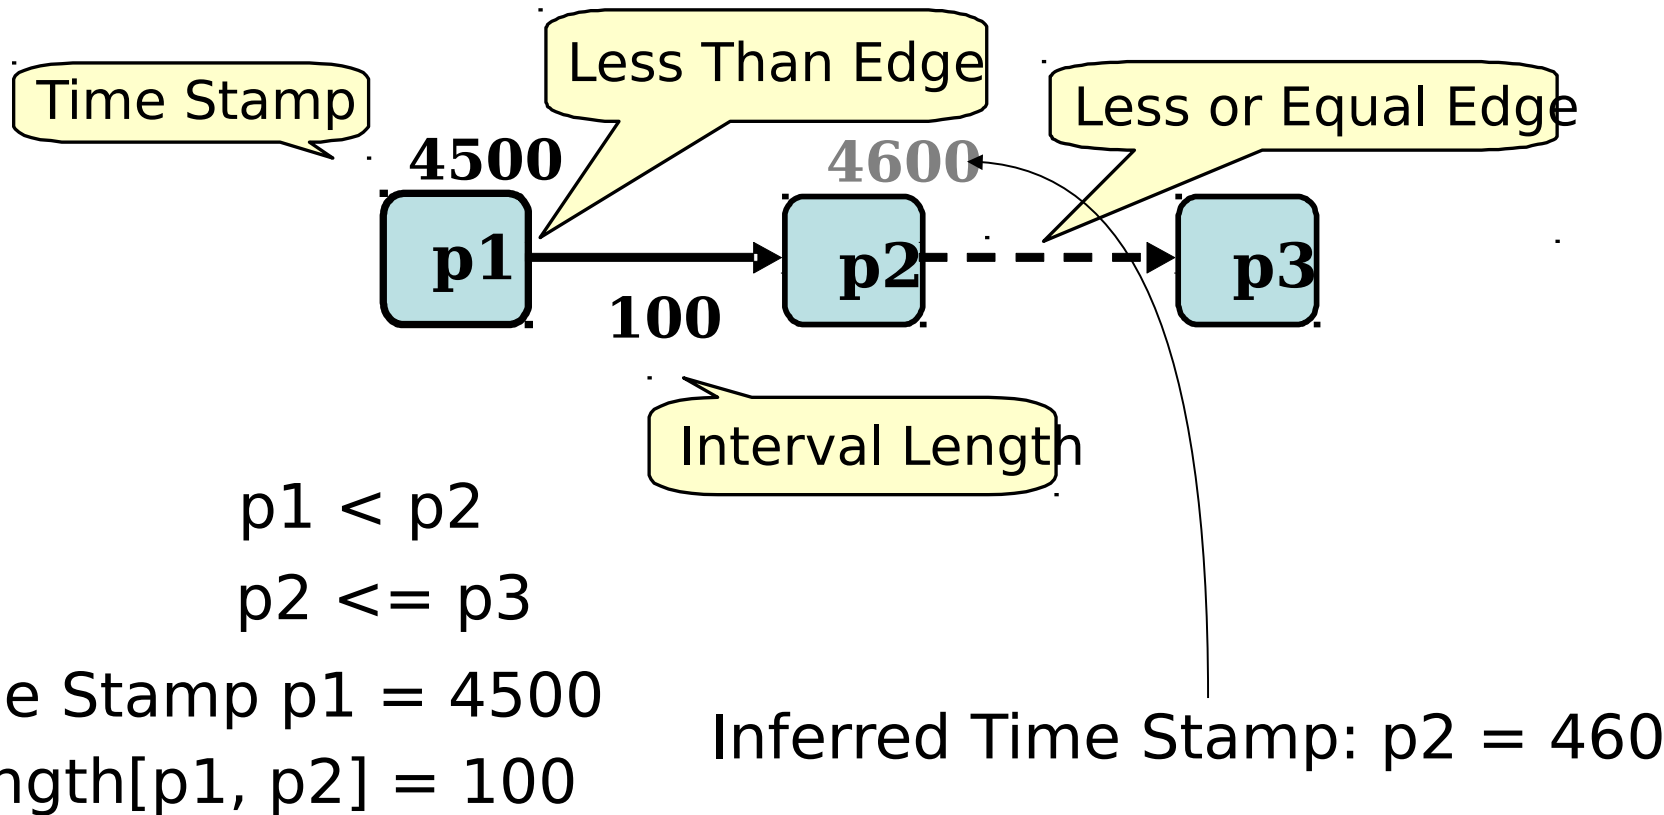 Less Than Edge
Time Stamp
Less or Equal Edge
4500
4600
p1
p2
p3
100
Interval Length
p1 < p2
p2 <= p3
e Stamp p1 = 4500
Inferred Time Stamp: p2 = 460
ngth[p1, p2] = 100